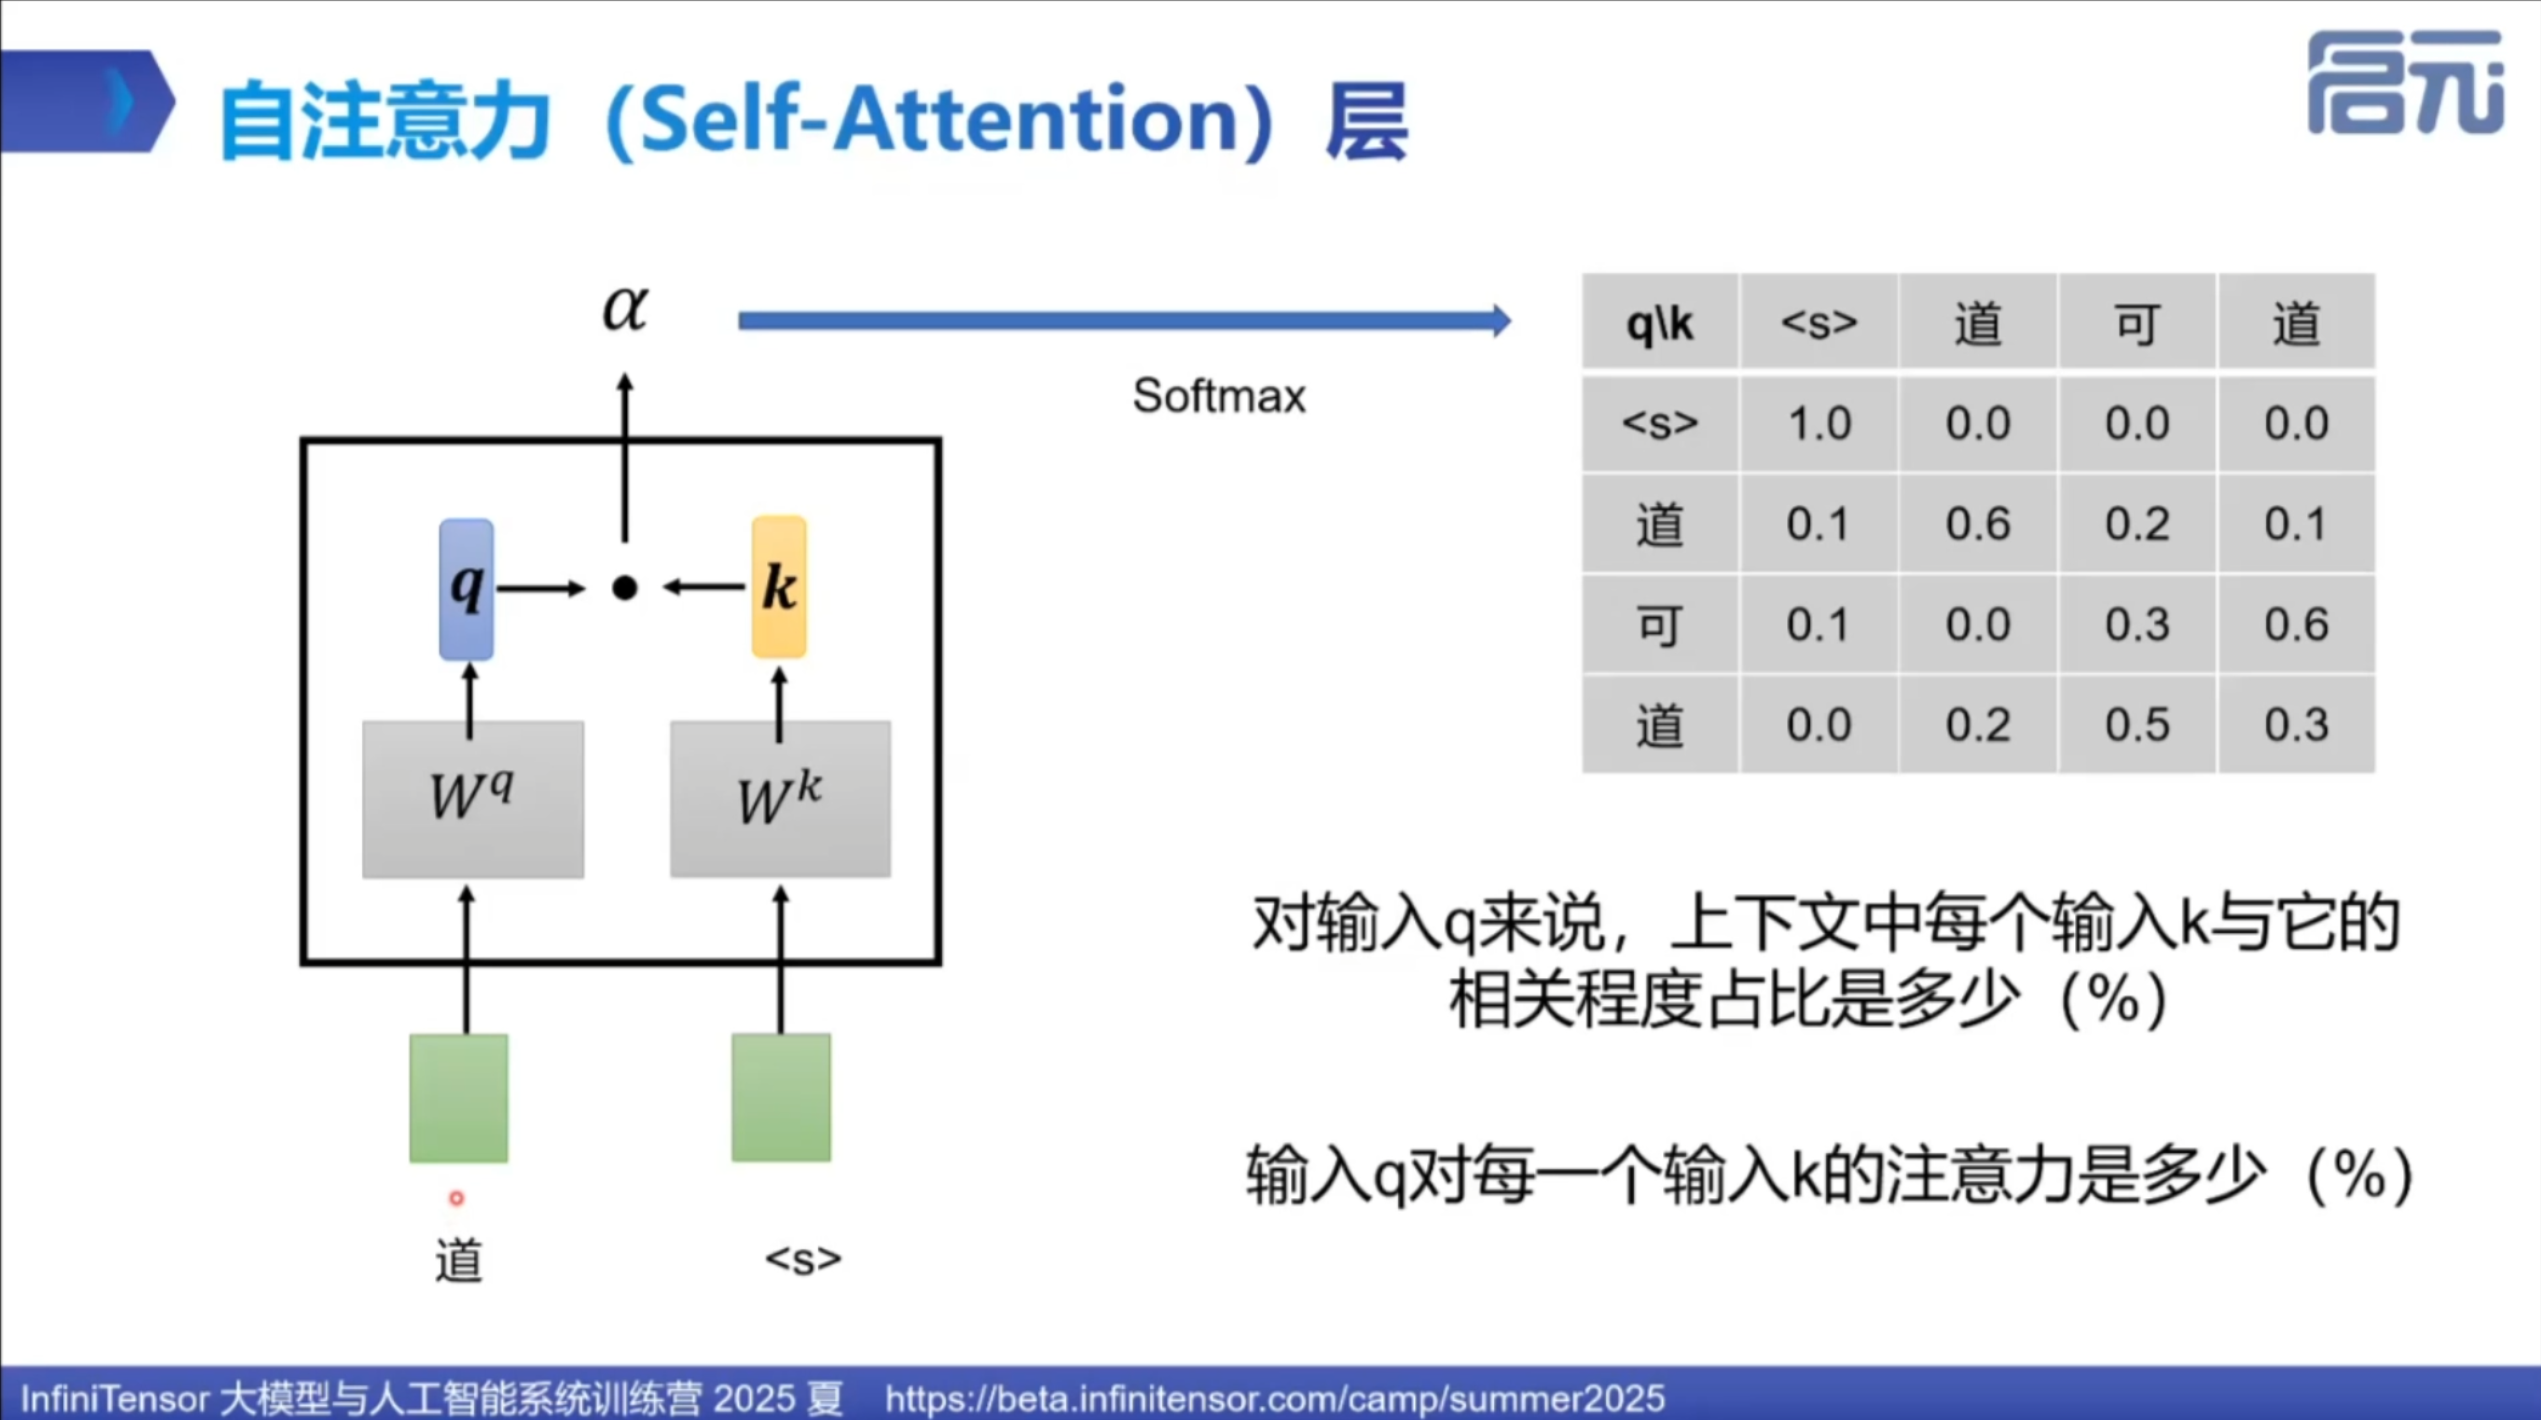 自注意力（Self-Attention）层
启元
α
Softmax
q\k <s> 道 可 道
<s> 1.0 0.0 0.0 0.0
道 0.1 0.6 0.2 0.1
可 0.1 0.0 0.3 0.6
道 0.0 0.2 0.5 0.3
q k
W^q W^k
道 <s>
对输入q来说，上下文中每个输入k与它的
相关程度占比是多少（%）
输入q对每一个输入k的注意力是多少（%）
InfiniTensor 大模型与人工智能系统训练营 2025 夏 https://beta.infinitensor.com/camp/summer2025